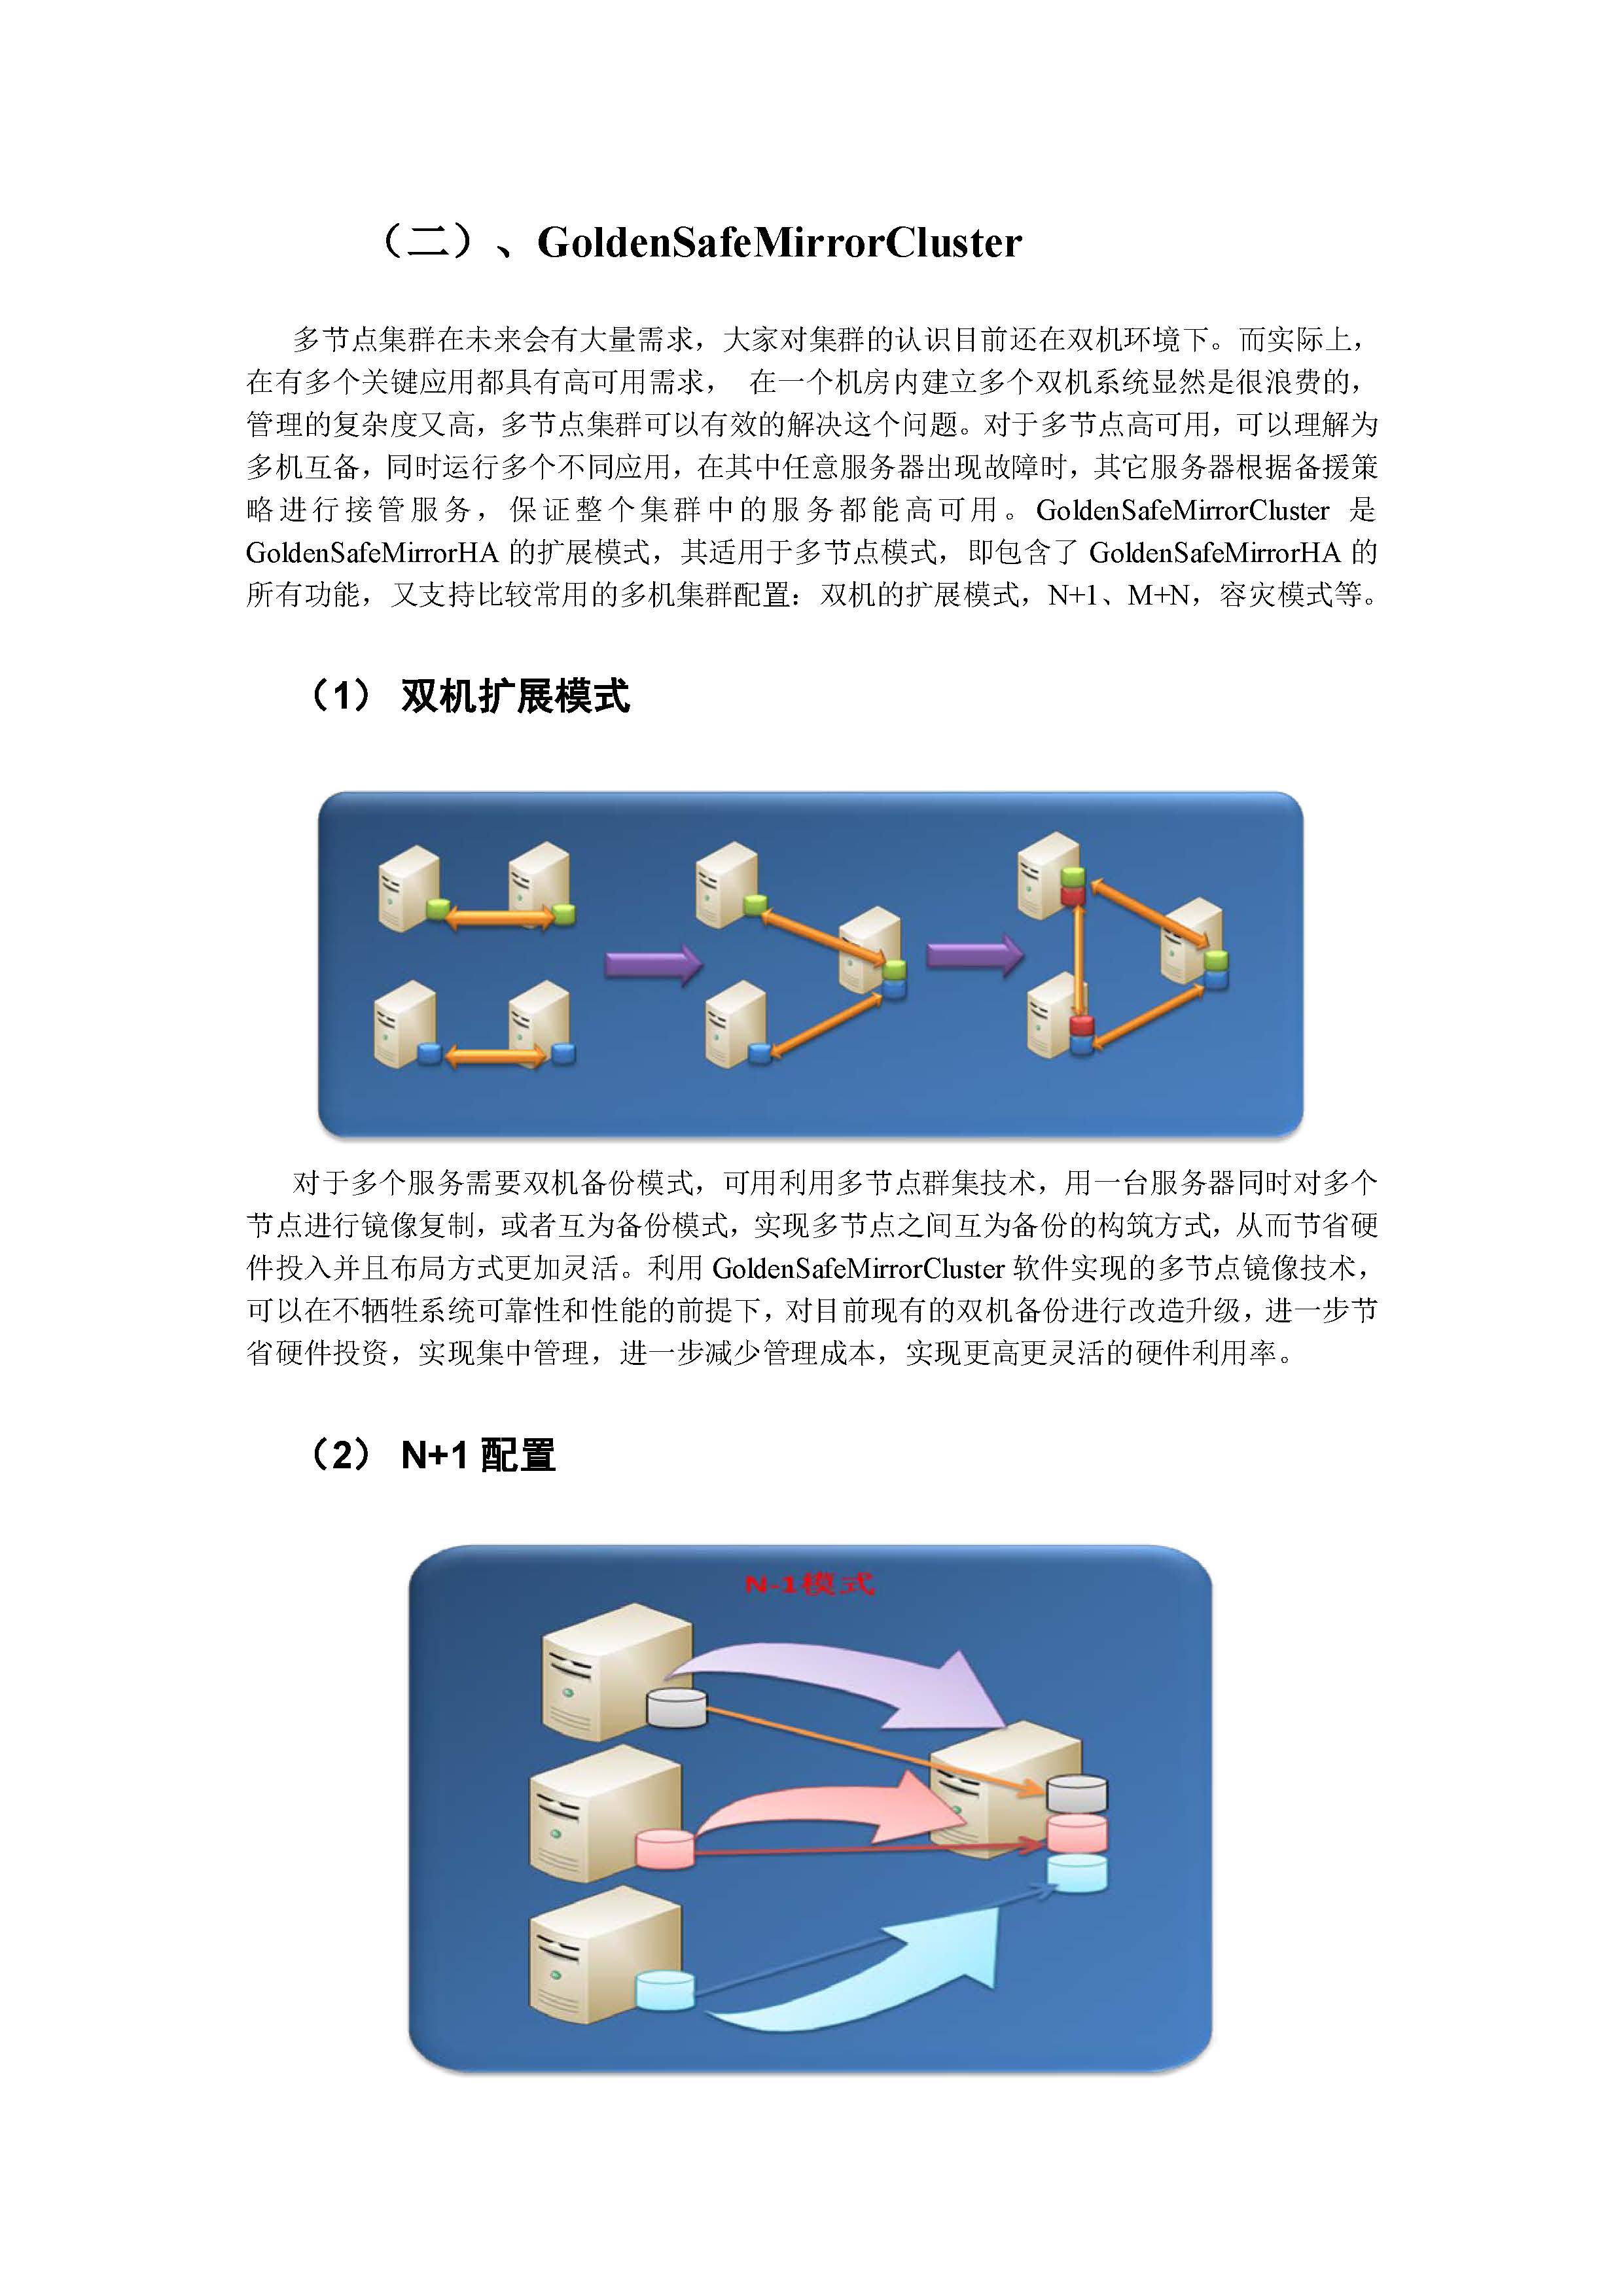 （二）、GoldenSafeMirrorCluster
多节点集群在未来会有大量需求，大家对集群的认识目前还在双机环境下。而实际上，
在有多个关键应用都具有高可用需求， 在一个机房内建立多个双机系统显然是很浪费的，
管理的复杂度又高，多节点集群可以有效的解决这个问题。对于多节点高可用，可以理解为
多机互备，同时运行多个不同应用，在其中任意服务器出现故障时，其它服务器根据备援策
略进行接管服务，保证整个集群中的服务都能高可用。GoldenSafeMirrorCluster 是
GoldenSafeMirrorHA 的扩展模式，其适用于多节点模式，即包含了 GoldenSafeMirrorHA 的
所有功能，又支持比较常用的多机集群配置：双机的扩展模式，N+1、M+N，容灾模式等。
（1） 双机扩展模式
对于多个服务需要双机备份模式，可用利用多节点群集技术，用一台服务器同时对多个
节点进行镜像复制，或者互为备份模式，实现多节点之间互为备份的构筑方式，从而节省硬
件投入并且布局方式更加灵活。利用 GoldenSafeMirrorCluster 软件实现的多节点镜像技术，
可以在不牺牲系统可靠性和性能的前提下，对目前现有的双机备份进行改造升级，进一步节
省硬件投资，实现集中管理，进一步减少管理成本，实现更高更灵活的硬件利用率。
（2） N+1 配置
N-1模式